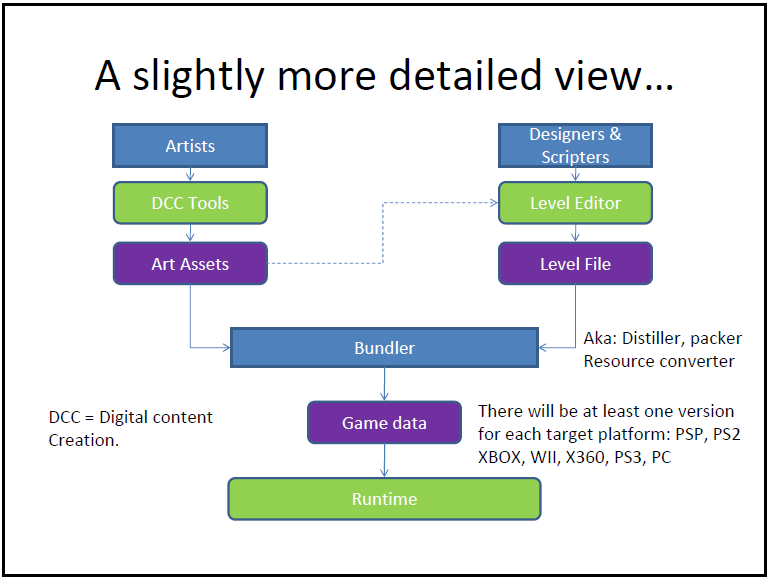 A slightly more detailed view...
Artists
Designers &
Scripters
DCC Tools
Level Editor
Art Assets
Level File
Bundler
Aka: Distiller, packer
Resource converter
DCC = Digital content
Creation.
Game data
There will be at least one version
for each target platform: PSP, PS2
XBOX, WII, X360, PS3, PC
Runtime